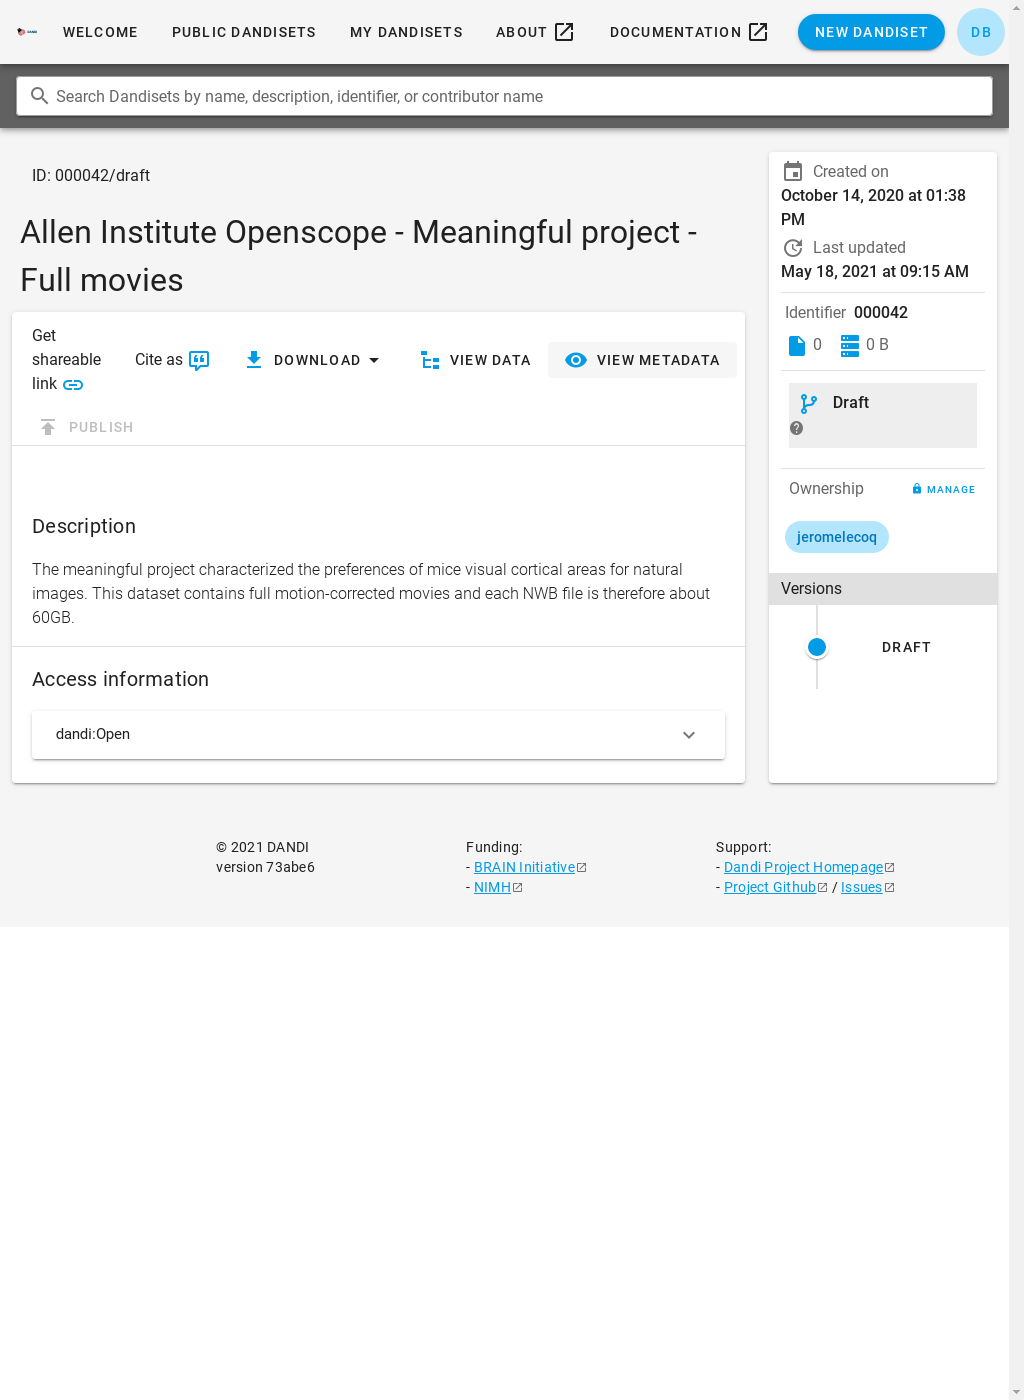 WELCOME PUBLIC DANDISETS MY DANDISETS ABOUT DOCUMENTATION NEW DANDISET DB
Search Dandisets by name, description, identifier, or contributor name
ID: 000042/draft
Allen Institute Openscope - Meaningful project -
Full movies
Get
shareable
link
Cite as
DOWNLOAD
VIEW DATA
VIEW METADATA
PUBLISH
Description
The meaningful project characterized the preferences of mice visual cortical areas for natural
images. This dataset contains full motion-corrected movies and each NWB file is therefore about
60GB.
Access information
dandi:Open
Created on
October 14, 2020 at 01:38
PM
Last updated
May 18, 2021 at 09:15 AM
Identifier 000042
0 0 B
Draft
Ownership MANAGE
jeromelecoq
Versions
DRAFT
© 2021 DANDI
version 73abe6
Funding:
- BRAIN Initiative
- NIMH
Support:
- Dandi Project Homepage
- Project Github / Issues